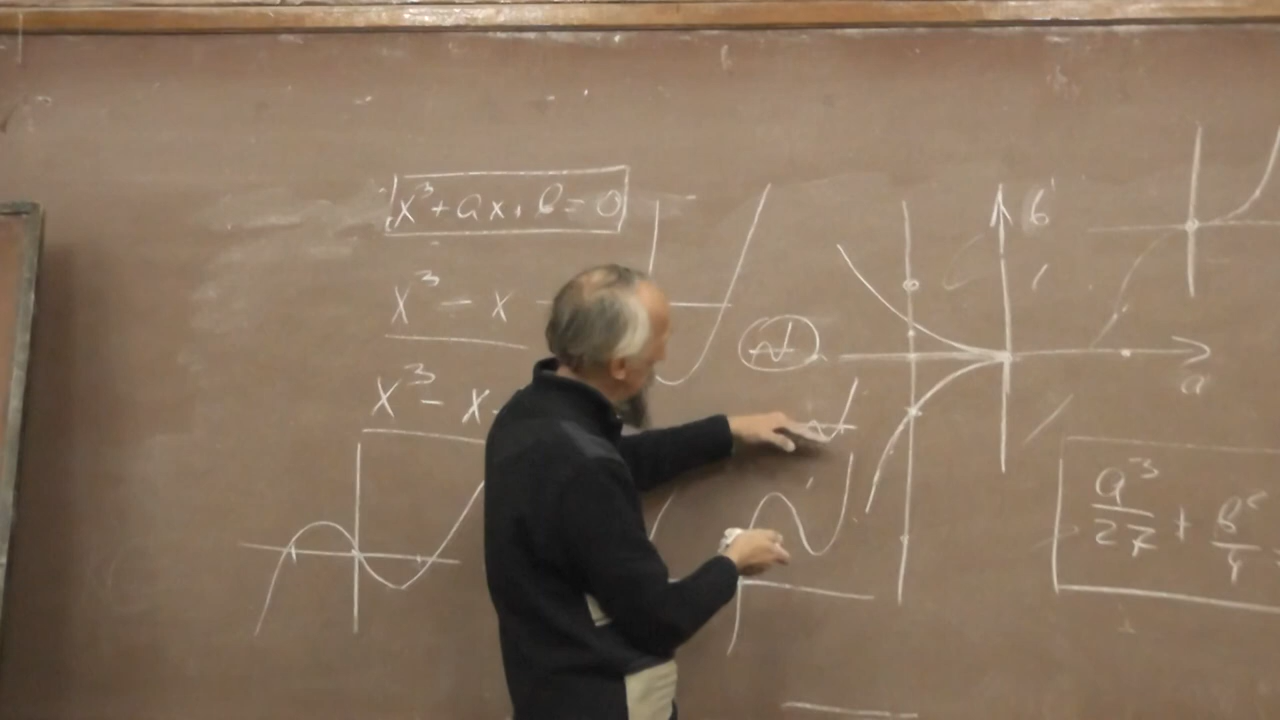 x³ + ax + b = 0
x³ - x -
x³ - x -
b
a
a³/27 + b²/4